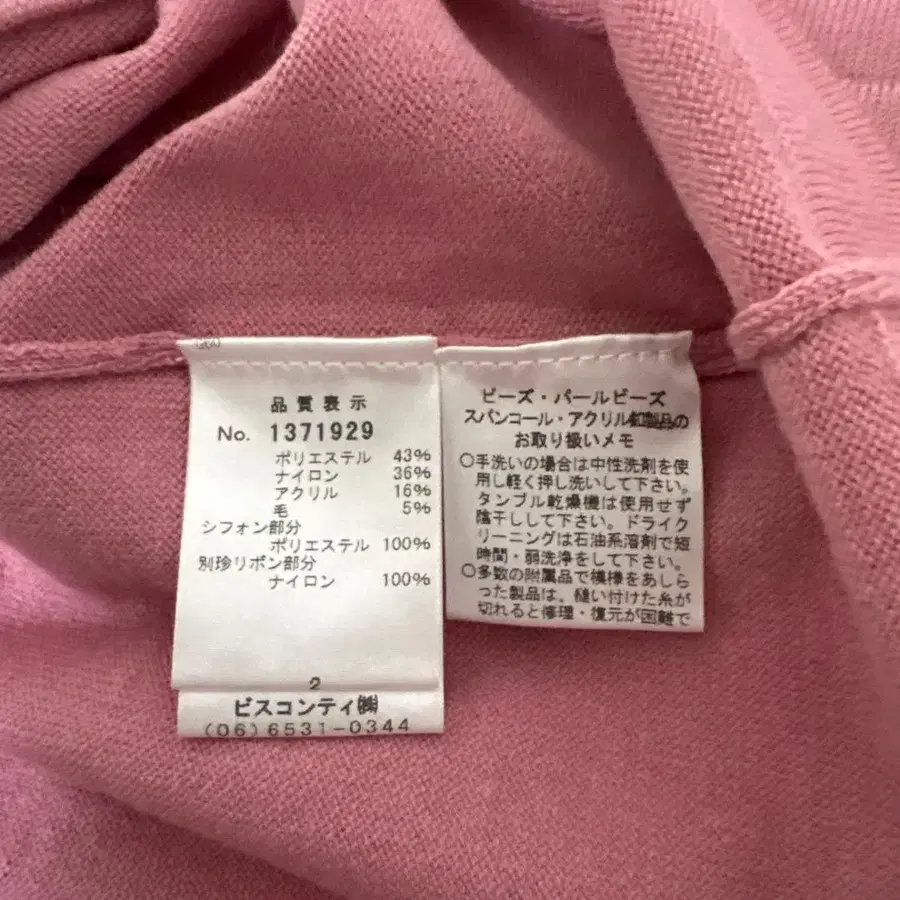 品質表示
No. 1371929
ポリエステル 43%
ナイロン 36%
アクリル 16%
毛 5%
シフォン部分
ポリエステル 100%
別珍リボン部分
ナイロン 100%
2
ビスコンティ㈱
(06)6531-0344
ビーズ・パールビーズ
スパンコール・アクリル釦製品の
お取り扱いメモ
○手洗いの場合は中性洗剤を使
用し軽く押し洗いして下さい。
タンブル乾燥機は使用せず
陰干しして下さい。ドライク
リーニングは石油系溶剤で短
時間・弱洗浄をして下さい。
○多数の附属品で模様をあしら
った製品は、縫い付けた糸が
切れると修理・復元が困難で